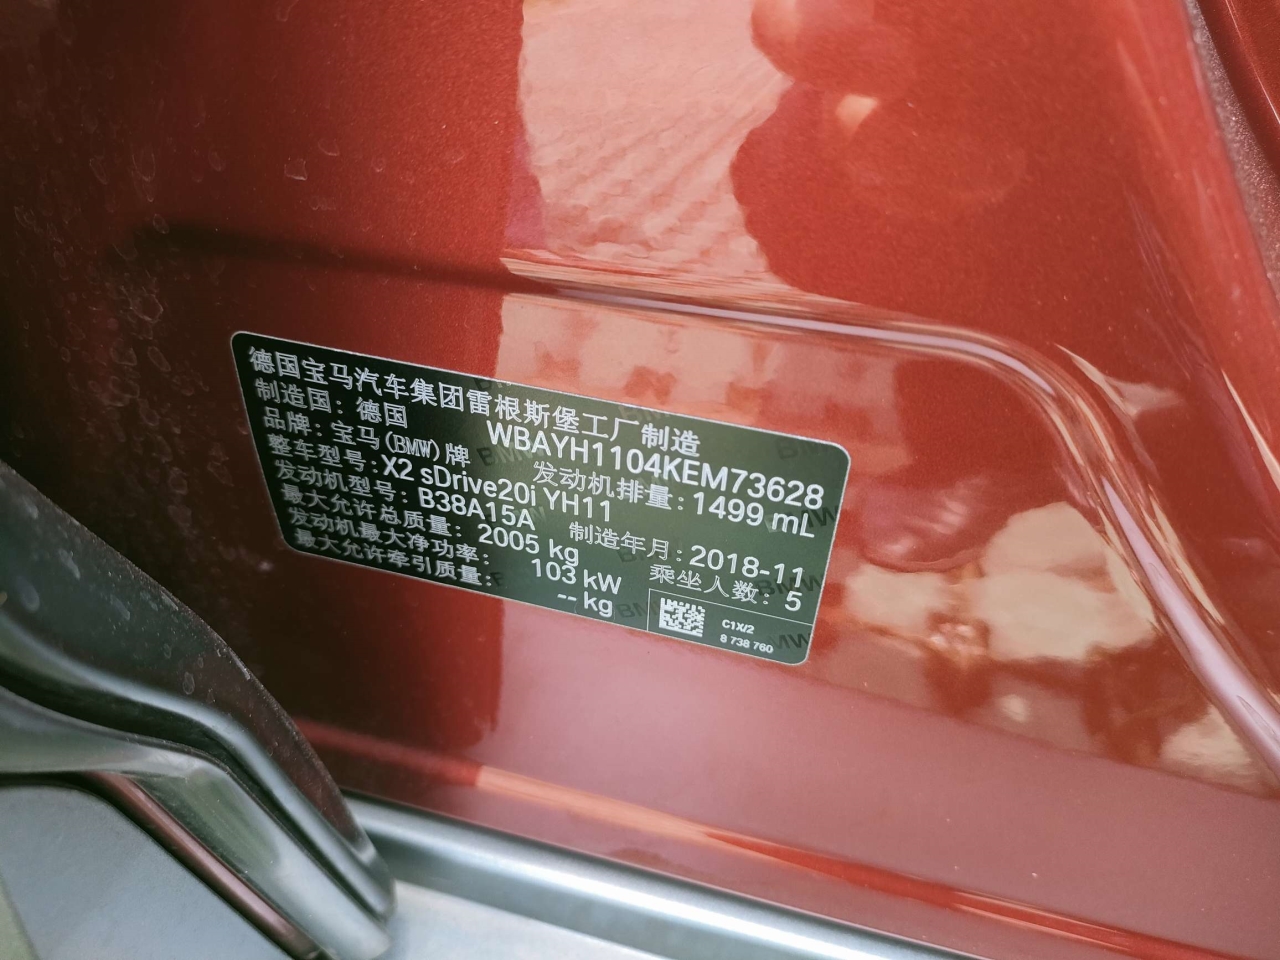 德国宝马汽车集团雷根斯堡工厂制造
制造国：德国 WBAYH1104KEM73628
品牌：宝马(BMW)牌 发动机排量：1499 mL
整车型号：X2 sDrive20i YH11
发动机型号：B38A15A 制造年月：2018-11
最大允许总质量：2005 kg 乘坐人数：5
发动机最大净功率：103 kW
最大允许牵引质量：-- kg
C1X/2
8 738 760